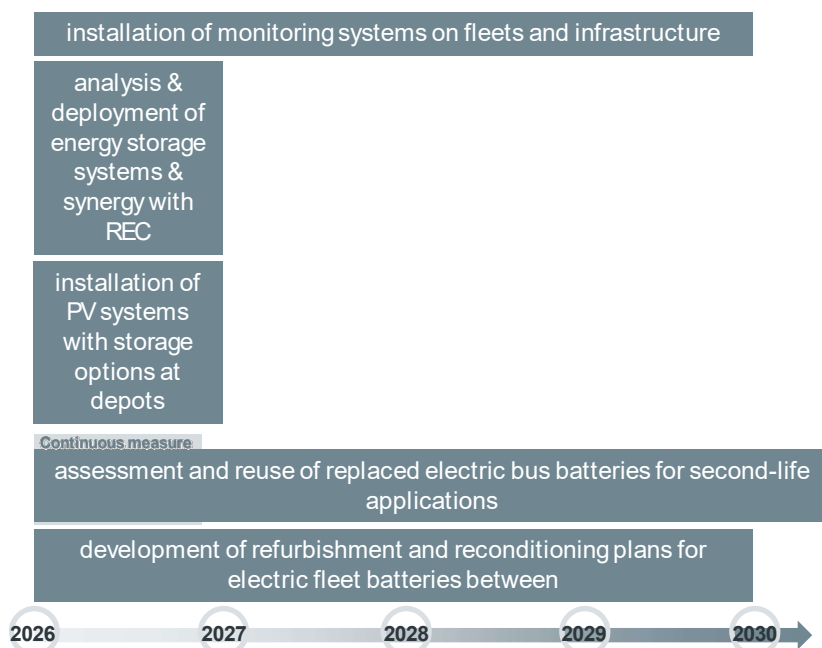 installation of monitoring systems on fleets and infrastructure
analysis &
deployment of
energy storage
systems &
synergy with
REC
installation of
PV systems
with storage
options at
depots
Continuous measure
assessment and reuse of replaced electric bus batteries for second-life
applications
development of refurbishment and reconditioning plans for
electric fleet batteries between
2026 2027 2028 2029 2030